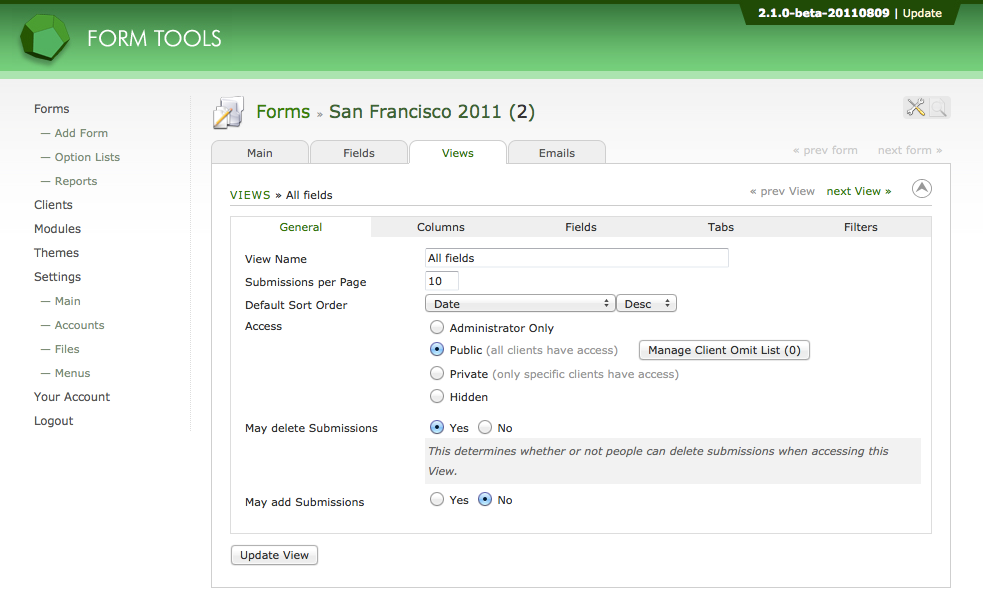 2.1.0-beta-20110809 | Update
FORM TOOLS
Forms
— Add Form
— Option Lists
— Reports
Clients
Modules
Themes
Settings
— Main
— Accounts
— Files
— Menus
Your Account
Logout
Forms » San Francisco 2011 (2)
Main Fields Views Emails
« prev form next form »
VIEWS » All fields
« prev View next View »
General Columns Fields Tabs Filters
View Name All fields
Submissions per Page 10
Default Sort Order Date Desc
Access
Administrator Only
Public (all clients have access) Manage Client Omit List (0)
Private (only specific clients have access)
Hidden
May delete Submissions Yes No
This determines whether or not people can delete submissions when accessing this
View.
May add Submissions Yes No
Update View